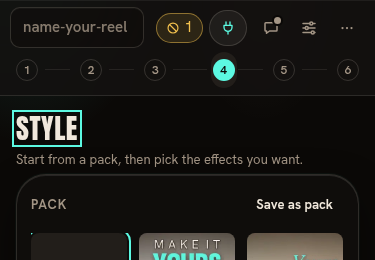 name-your-reel
1
1 2 3 4 5 6
STYLE
Start from a pack, then pick the effects you want.
PACK Save as pack
MAKE IT
YOURS